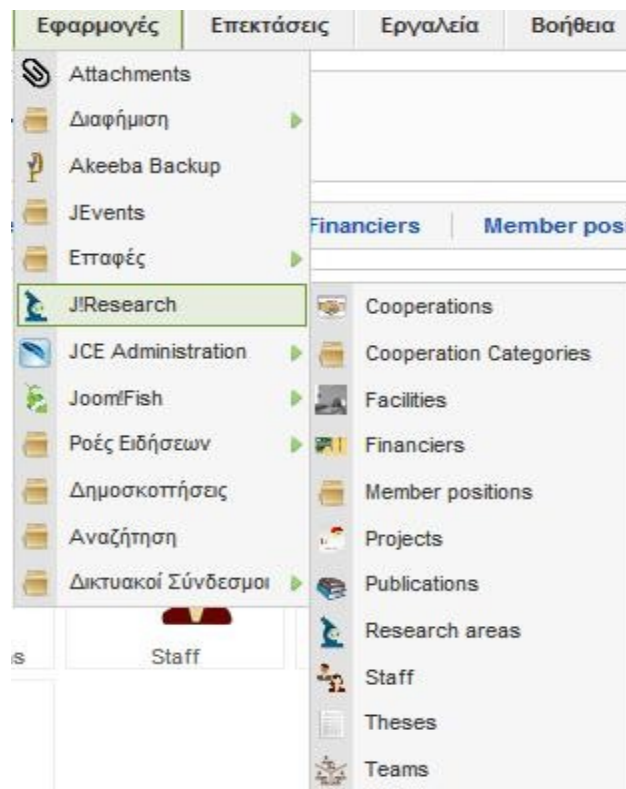 Εφαρμογές Επεκτάσεις Εργαλεία Βοήθεια
Attachments
Διαφήμιση
Akeeba Backup
JEvents
Financiers Member posi
Επαφές
J!Research
Cooperations
JCE Administration
Cooperation Categories
Joom!Fish
Facilities
Ροές Ειδήσεων
Financiers
Δημοσκοπήσεις
Member positions
Αναζήτηση
Projects
Δικτυακοί Σύνδεσμοι
Publications
Research areas
s Staff
Staff
Theses
Teams